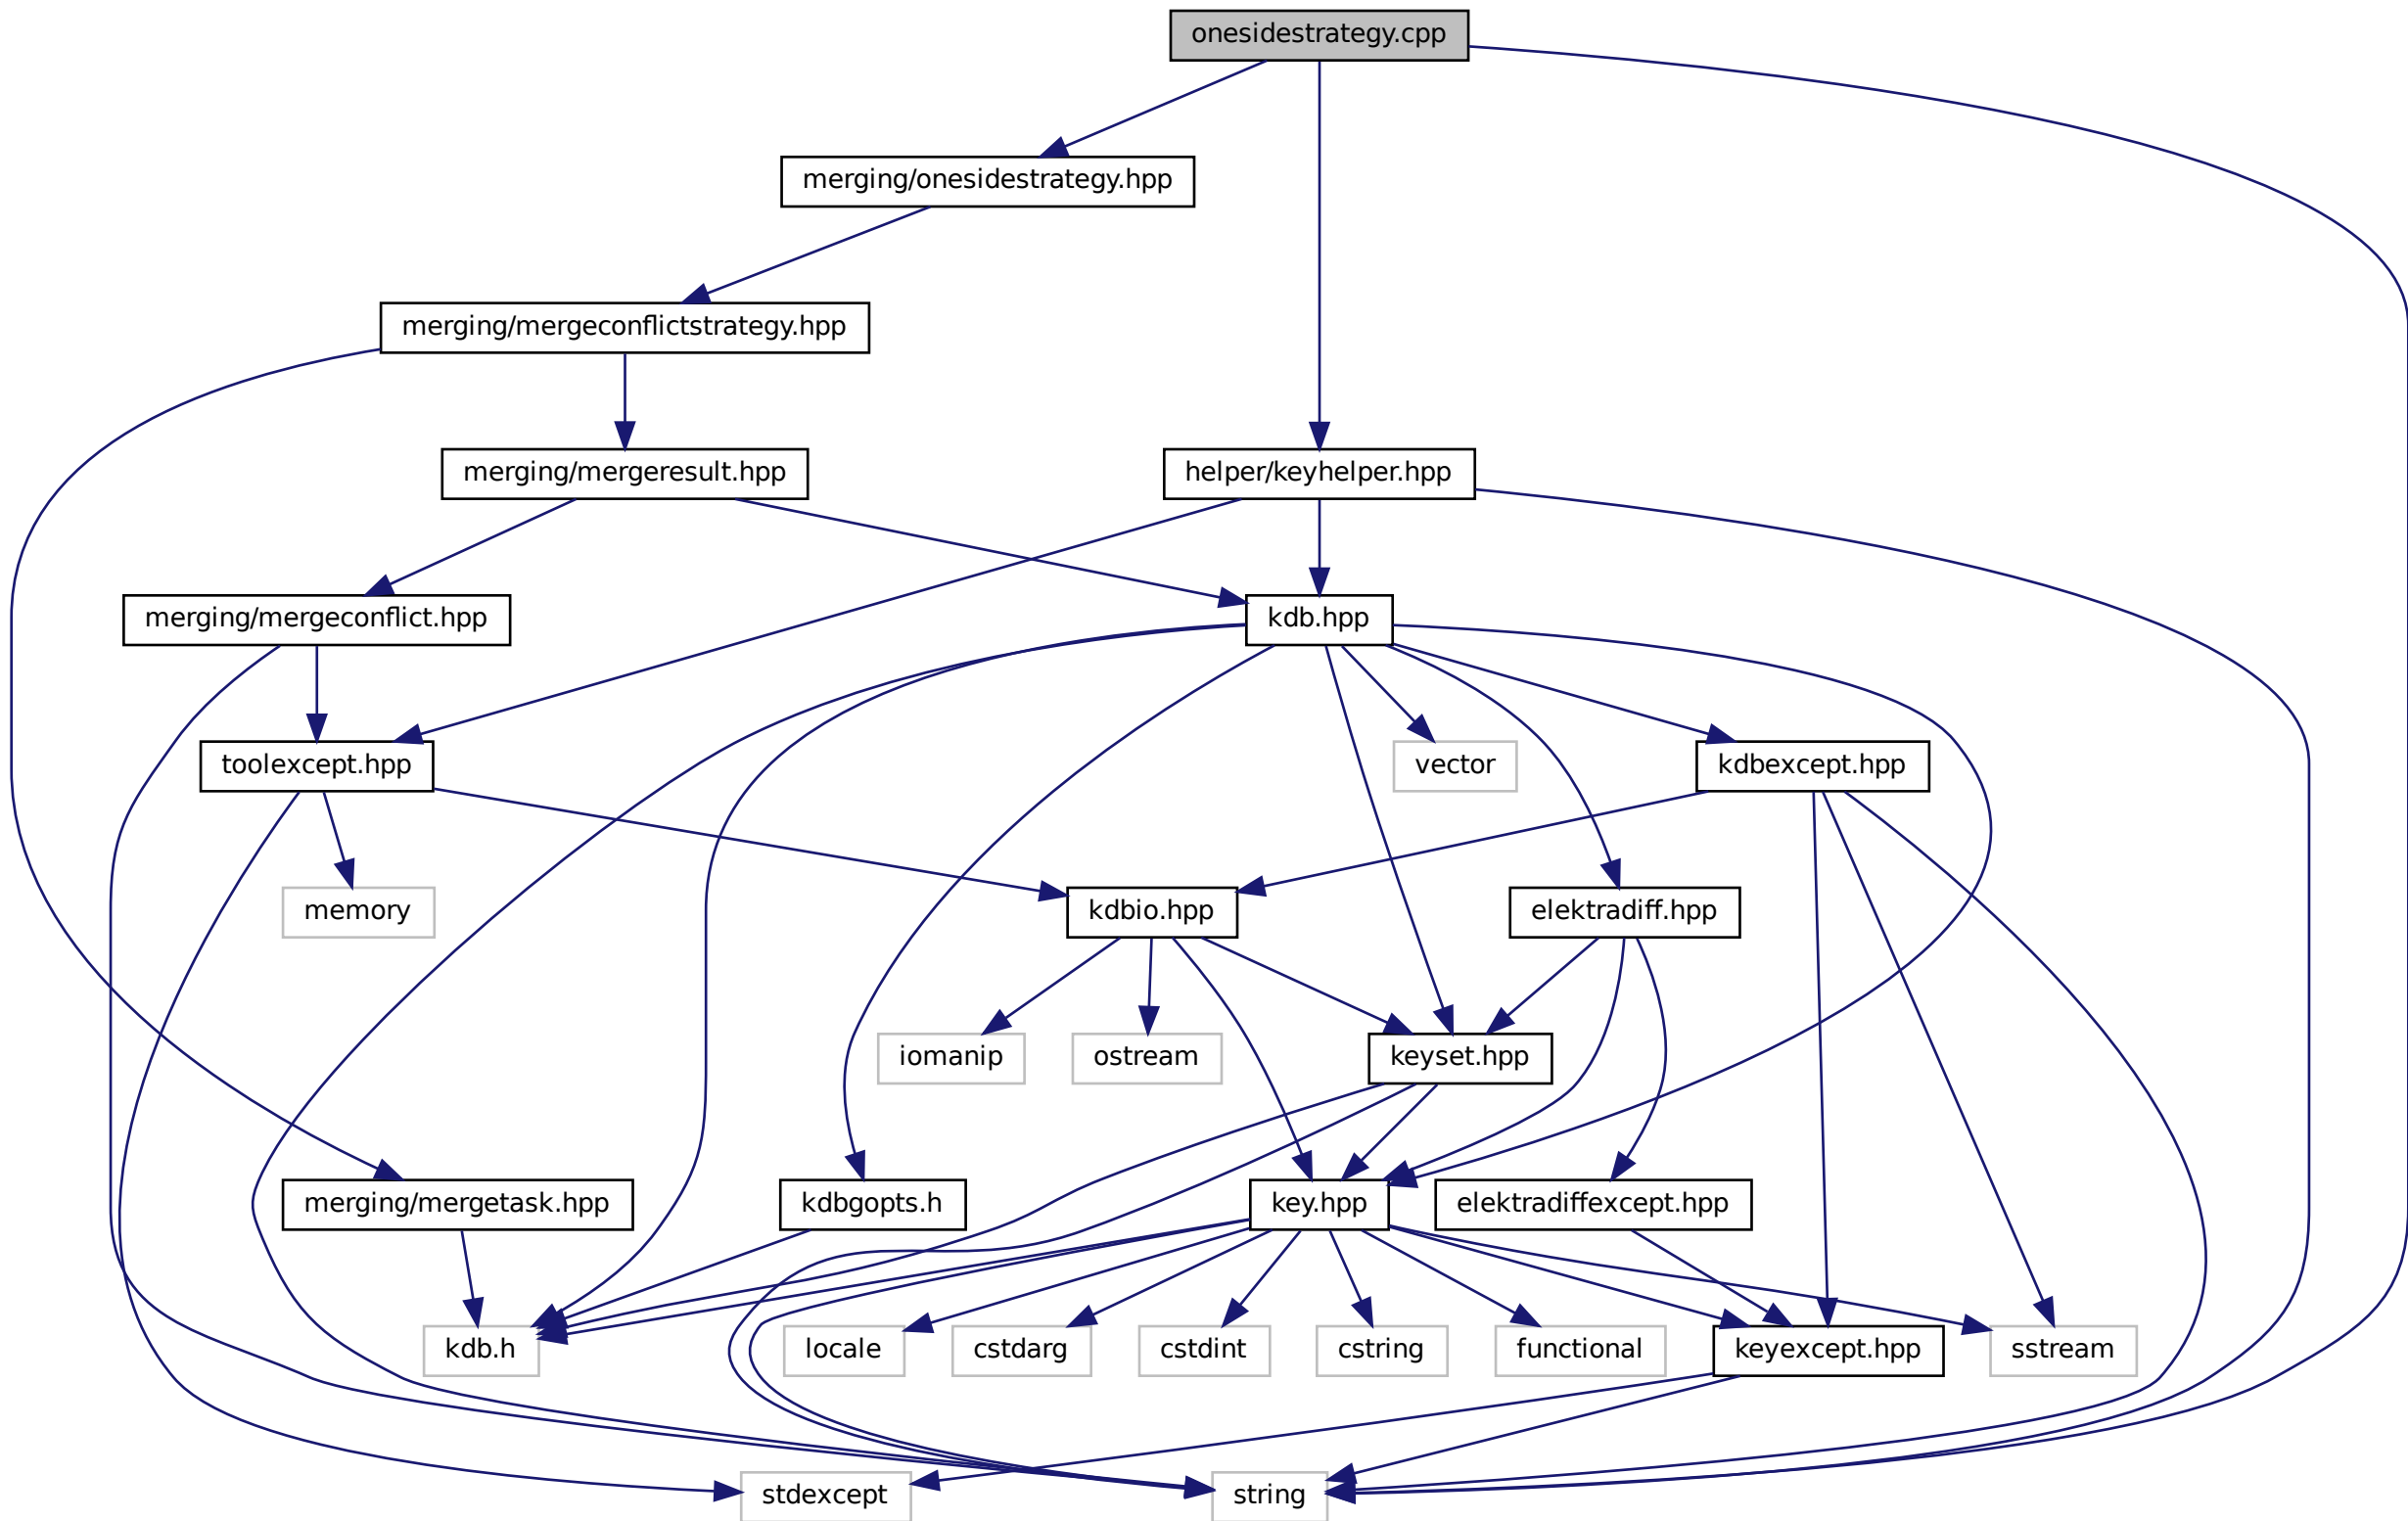 onesidestrategy.cpp
merging/onesidestrategy.hpp
merging/mergeconflictstrategy.hpp
merging/mergeresult.hpp
helper/keyhelper.hpp
merging/mergeconflict.hpp
kdb.hpp
toolexcept.hpp
vector
kdbexcept.hpp
memory
kdbio.hpp
elektradiff.hpp
iomanip
ostream
keyset.hpp
merging/mergetask.hpp
kdbgopts.h
key.hpp
elektradiffexcept.hpp
kdb.h
locale
cstdarg
cstdint
cstring
functional
keyexcept.hpp
sstream
stdexcept
string